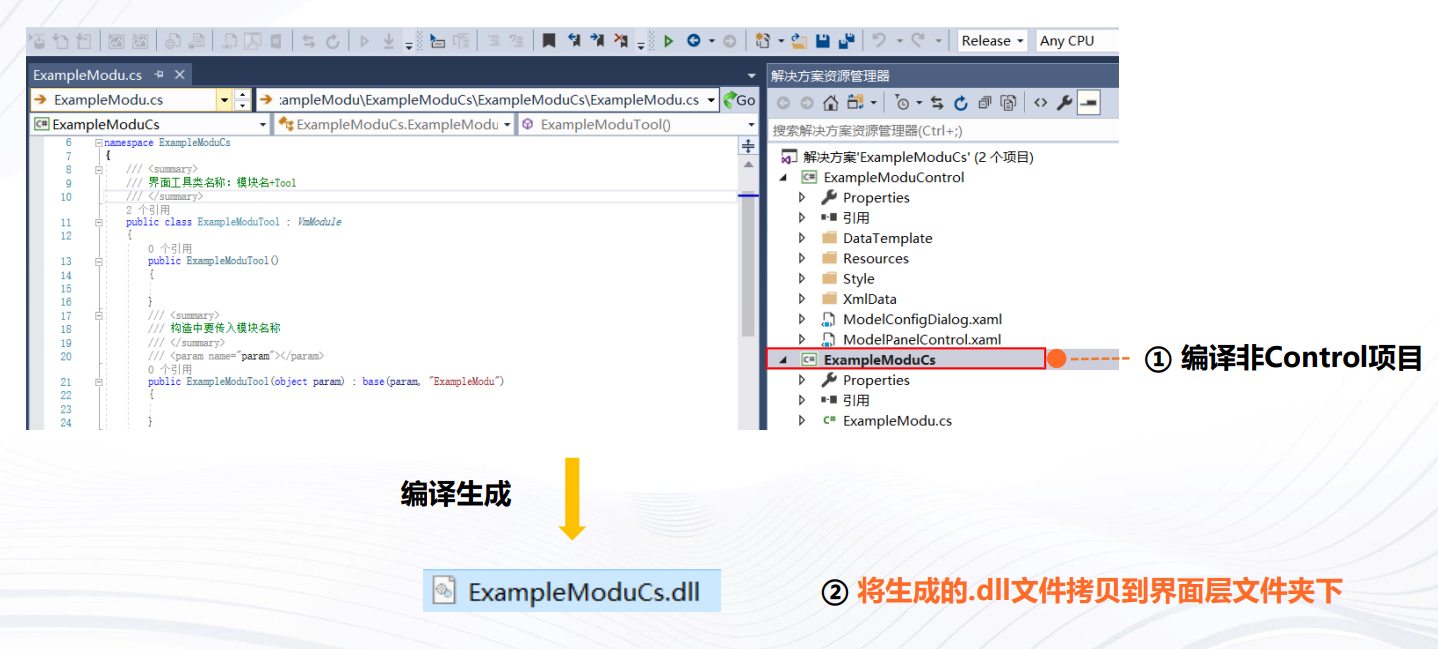 Release
Any CPU
ExampleModu.cs
ExampleModu.cs
:ampleModu\ExampleModuCs\ExampleModuCs\ExampleModu.cs
Go
ExampleModuCs
ExampleModuCs.ExampleModu
ExampleModuTool()
6 namespace ExampleModuCs
7 {
8 /// <summary>
9 /// 界面工具类名称：模块名+Tool
10 /// </summary>
2 个引用
11 public class ExampleModuTool : VmModule
12 {
0 个引用
13 public ExampleModuTool()
14 {
15
16 }
17 /// <summary>
18 /// 构造中要传入模块名称
19 /// </summary>
20 /// <param name="param"></param>
0 个引用
21 public ExampleModuTool(object param) : base(param, "ExampleModu")
22 {
23
24 }
解决方案资源管理器
搜索解决方案资源管理器(Ctrl+;)
解决方案'ExampleModuCs' (2 个项目)
C# ExampleModuControl
Properties
引用
DataTemplate
Resources
Style
XmlData
ModelConfigDialog.xaml
ModelPanelControl.xaml
C# ExampleModuCs
Properties
引用
C# ExampleModu.cs
① 编译非Control项目
编译生成
ExampleModuCs.dll
② 将生成的.dll文件拷贝到界面层文件夹下